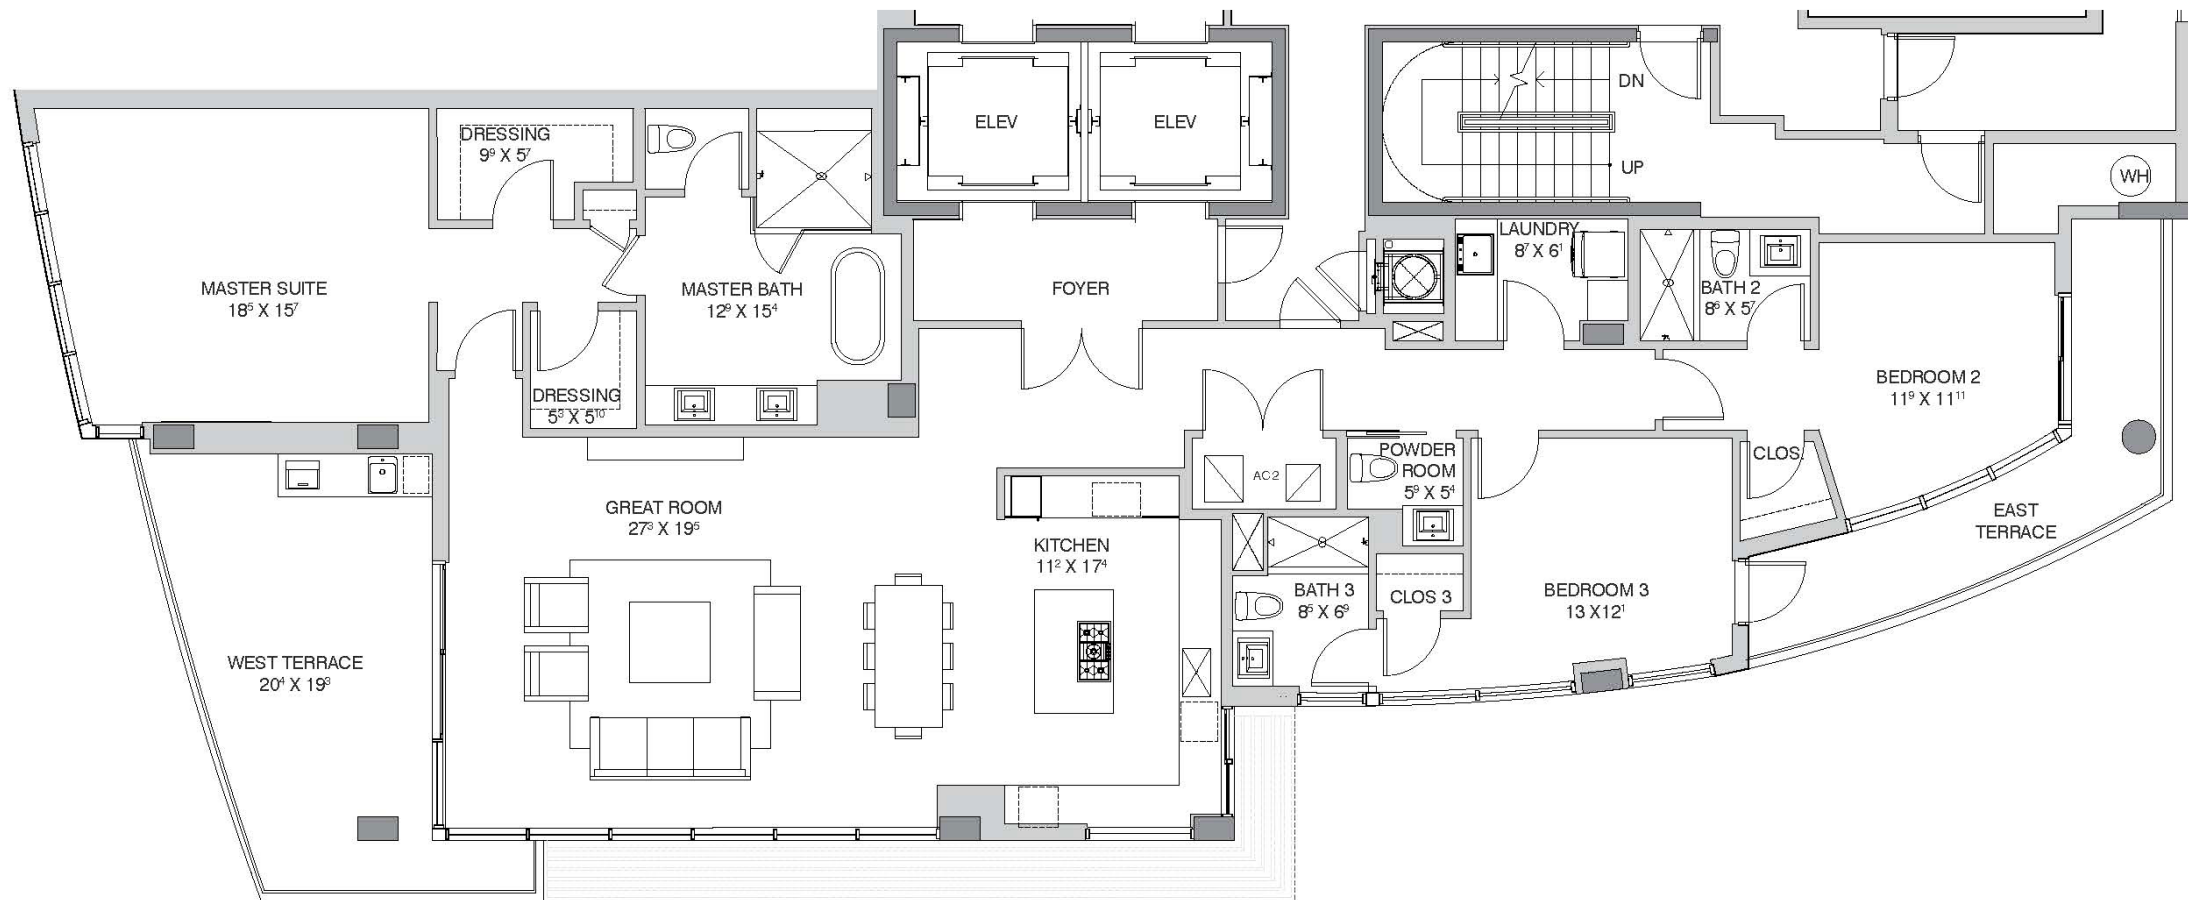 ELEV
ELEV
DN
UP
WH
DRESSING
9⁹ X 5⁷
MASTER SUITE
18⁵ X 15⁷
MASTER BATH
12⁹ X 15⁴
FOYER
LAUNDRY
8⁷ X 6¹
BATH 2
8⁶ X 5⁷
BEDROOM 2
11⁹ X 11¹¹
DRESSING
5³ X 5¹⁰
CLOS.
POWDER
ROOM
5⁹ X 5⁴
AC2
GREAT ROOM
27³ X 19⁵
KITCHEN
11² X 17⁴
EAST
TERRACE
BATH 3
8⁵ X 6⁹
CLOS 3
BEDROOM 3
13 X12¹
WEST TERRACE
20⁴ X 19³